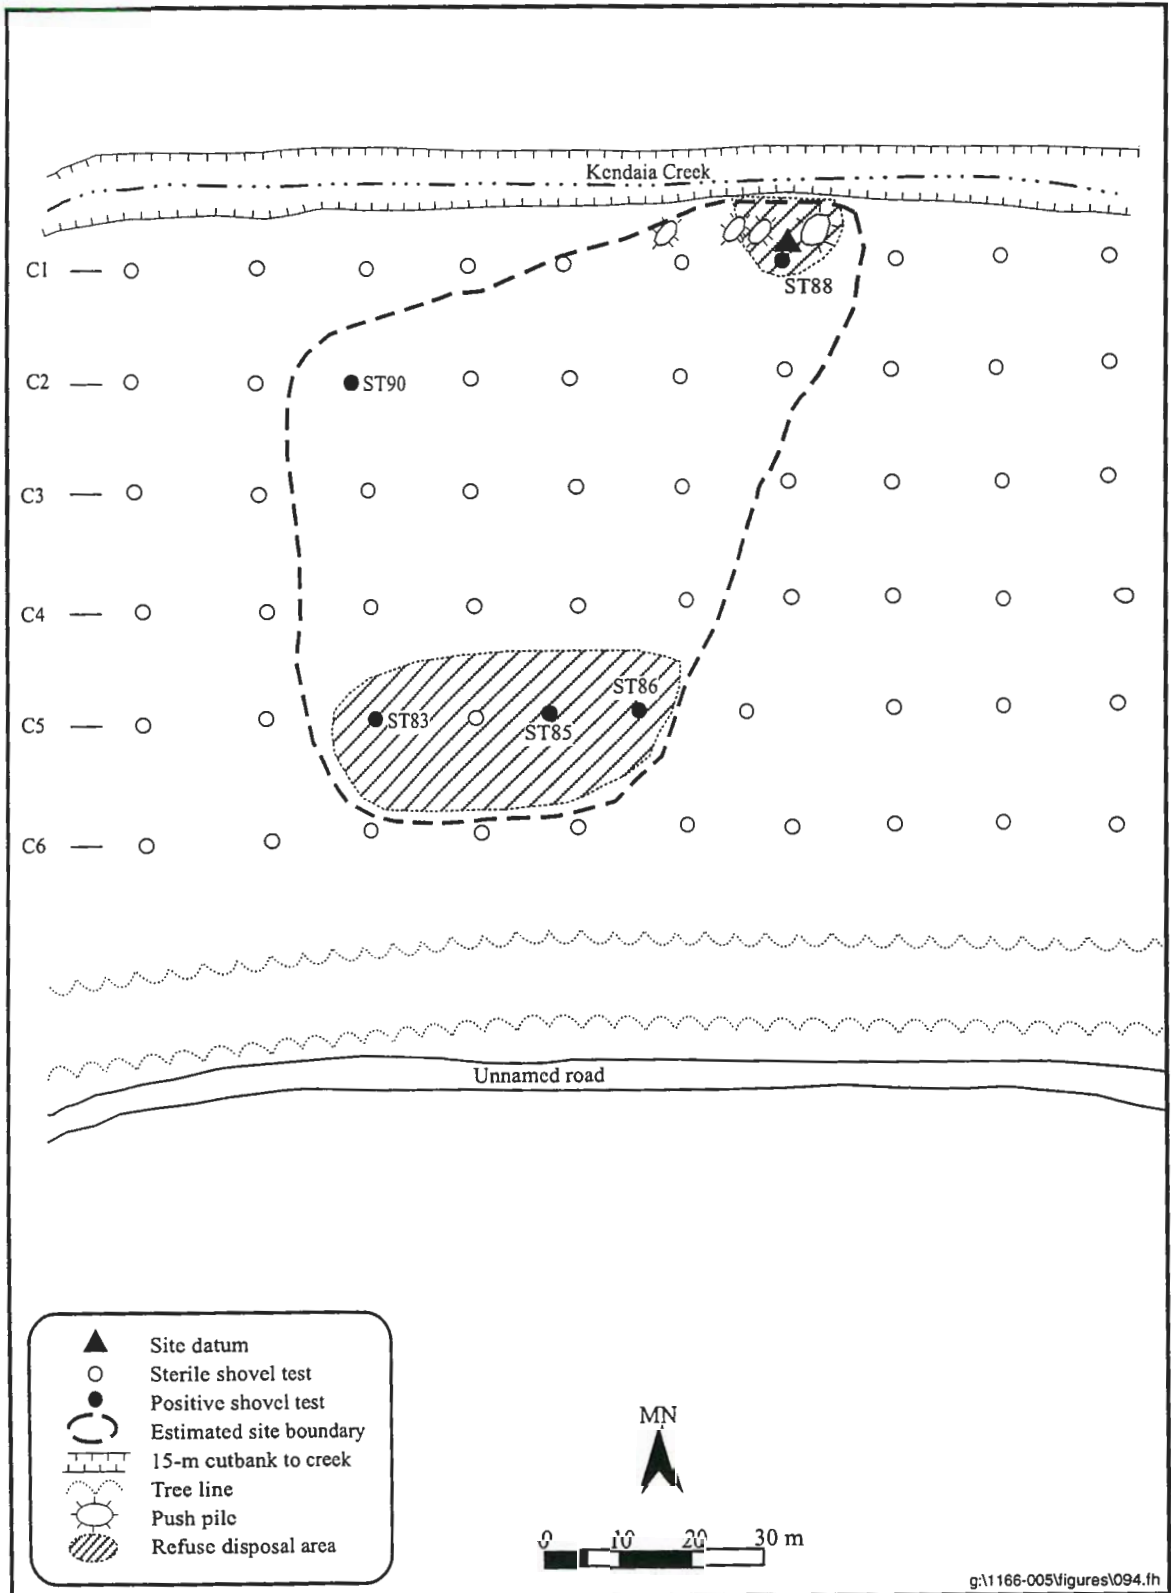 Kendaia Creek
C1
ST88
C2
ST90
C3
C4
ST86
C5
ST83
ST85
C6
Unnamed road
Site datum
Sterile shovel test
Positive shovel test
Estimated site boundary
15-m cutbank to creek
Tree line
Push pile
Refuse disposal area
MN
0 10 20 30 m
g:\1166-005\figures\094.fh